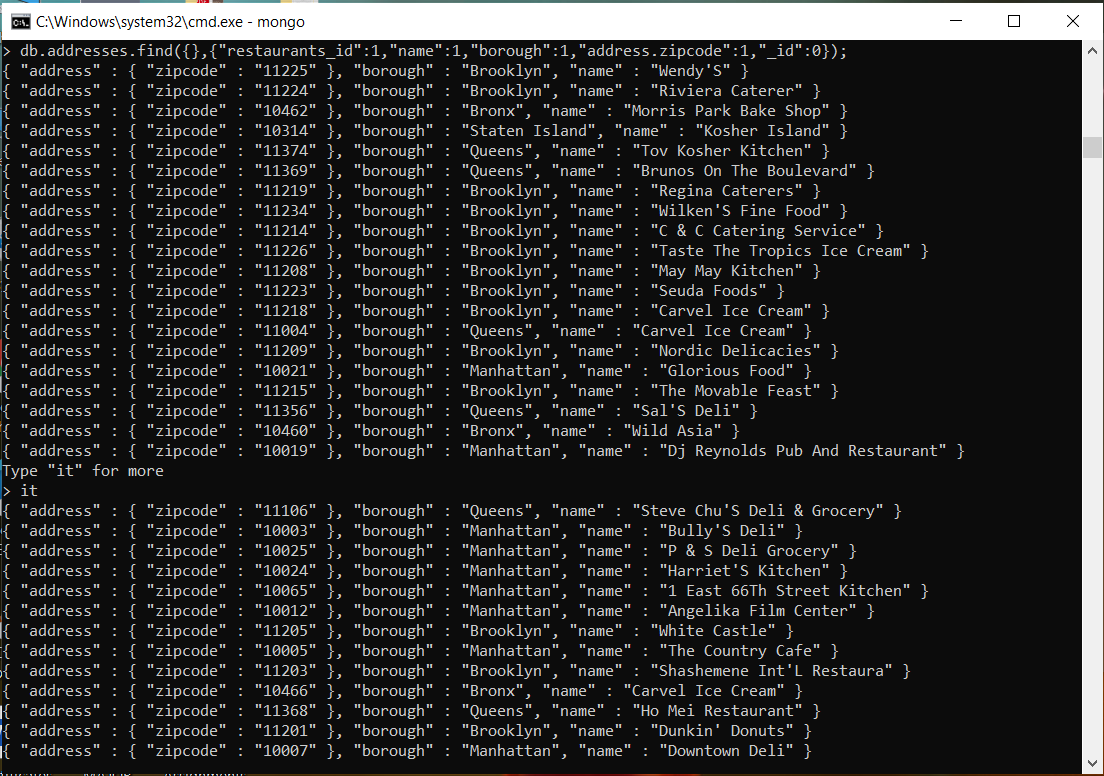 C:\Windows\system32\cmd.exe - mongo
> db.addresses.find({},{"restaurants_id":1,"name":1,"borough":1,"address.zipcode":1,"_id":0});
{ "address" : { "zipcode" : "11225" }, "borough" : "Brooklyn", "name" : "Wendy'S" }
{ "address" : { "zipcode" : "11224" }, "borough" : "Brooklyn", "name" : "Riviera Caterer" }
{ "address" : { "zipcode" : "10462" }, "borough" : "Bronx", "name" : "Morris Park Bake Shop" }
{ "address" : { "zipcode" : "10314" }, "borough" : "Staten Island", "name" : "Kosher Island" }
{ "address" : { "zipcode" : "11374" }, "borough" : "Queens", "name" : "Tov Kosher Kitchen" }
{ "address" : { "zipcode" : "11369" }, "borough" : "Queens", "name" : "Brunos On The Boulevard" }
{ "address" : { "zipcode" : "11219" }, "borough" : "Brooklyn", "name" : "Regina Caterers" }
{ "address" : { "zipcode" : "11234" }, "borough" : "Brooklyn", "name" : "Wilken'S Fine Food" }
{ "address" : { "zipcode" : "11214" }, "borough" : "Brooklyn", "name" : "C & C Catering Service" }
{ "address" : { "zipcode" : "11226" }, "borough" : "Brooklyn", "name" : "Taste The Tropics Ice Cream" }
{ "address" : { "zipcode" : "11208" }, "borough" : "Brooklyn", "name" : "May May Kitchen" }
{ "address" : { "zipcode" : "11223" }, "borough" : "Brooklyn", "name" : "Seuda Foods" }
{ "address" : { "zipcode" : "11218" }, "borough" : "Brooklyn", "name" : "Carvel Ice Cream" }
{ "address" : { "zipcode" : "11004" }, "borough" : "Queens", "name" : "Carvel Ice Cream" }
{ "address" : { "zipcode" : "11209" }, "borough" : "Brooklyn", "name" : "Nordic Delicacies" }
{ "address" : { "zipcode" : "10021" }, "borough" : "Manhattan", "name" : "Glorious Food" }
{ "address" : { "zipcode" : "11215" }, "borough" : "Brooklyn", "name" : "The Movable Feast" }
{ "address" : { "zipcode" : "11356" }, "borough" : "Queens", "name" : "Sal'S Deli" }
{ "address" : { "zipcode" : "10460" }, "borough" : "Bronx", "name" : "Wild Asia" }
{ "address" : { "zipcode" : "10019" }, "borough" : "Manhattan", "name" : "Dj Reynolds Pub And Restaurant" }
Type "it" for more
> it
{ "address" : { "zipcode" : "11106" }, "borough" : "Queens", "name" : "Steve Chu'S Deli & Grocery" }
{ "address" : { "zipcode" : "10003" }, "borough" : "Manhattan", "name" : "Bully'S Deli" }
{ "address" : { "zipcode" : "10025" }, "borough" : "Manhattan", "name" : "P & S Deli Grocery" }
{ "address" : { "zipcode" : "10024" }, "borough" : "Manhattan", "name" : "Harriet'S Kitchen" }
{ "address" : { "zipcode" : "10065" }, "borough" : "Manhattan", "name" : "1 East 66Th Street Kitchen" }
{ "address" : { "zipcode" : "10012" }, "borough" : "Manhattan", "name" : "Angelika Film Center" }
{ "address" : { "zipcode" : "11205" }, "borough" : "Brooklyn", "name" : "White Castle" }
{ "address" : { "zipcode" : "10005" }, "borough" : "Manhattan", "name" : "The Country Cafe" }
{ "address" : { "zipcode" : "11203" }, "borough" : "Brooklyn", "name" : "Shashemene Int'L Restaura" }
{ "address" : { "zipcode" : "10466" }, "borough" : "Bronx", "name" : "Carvel Ice Cream" }
{ "address" : { "zipcode" : "11368" }, "borough" : "Queens", "name" : "Ho Mei Restaurant" }
{ "address" : { "zipcode" : "11201" }, "borough" : "Brooklyn", "name" : "Dunkin' Donuts" }
{ "address" : { "zipcode" : "10007" }, "borough" : "Manhattan", "name" : "Downtown Deli" }